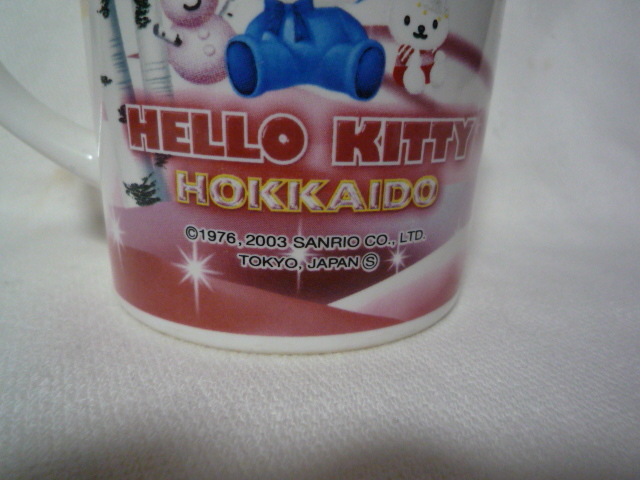 HELLO KITTY
HOKKAIDO
©1976, 2003 SANRIO CO., LTD.
TOKYO, JAPAN Ⓢ